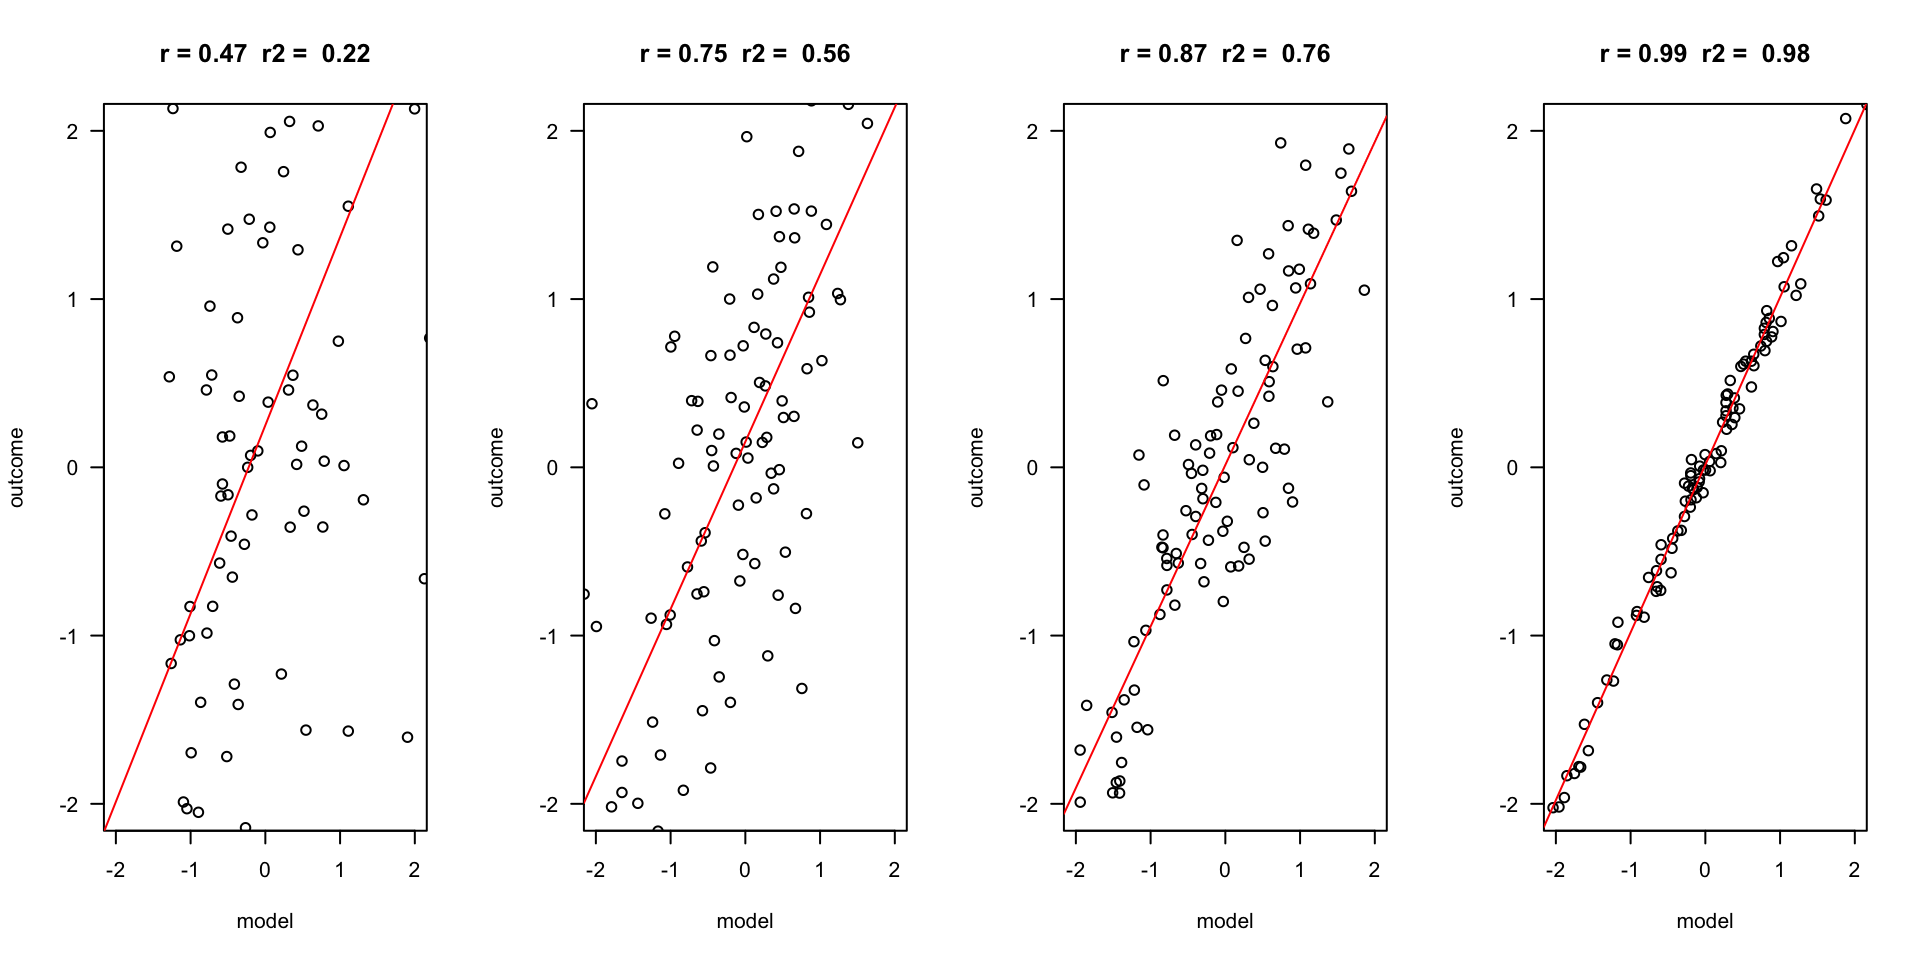 r = 0.47  r2 =  0.22
outcome
2
1
0
-1
-2
-2 -1 0 1 2
model
r = 0.75  r2 =  0.56
outcome
2
1
0
-1
-2
-2 -1 0 1 2
model
r = 0.87  r2 =  0.76
outcome
2
1
0
-1
-2
-2 -1 0 1 2
model
r = 0.99  r2 =  0.98
outcome
2
1
0
-1
-2
-2 -1 0 1 2
model